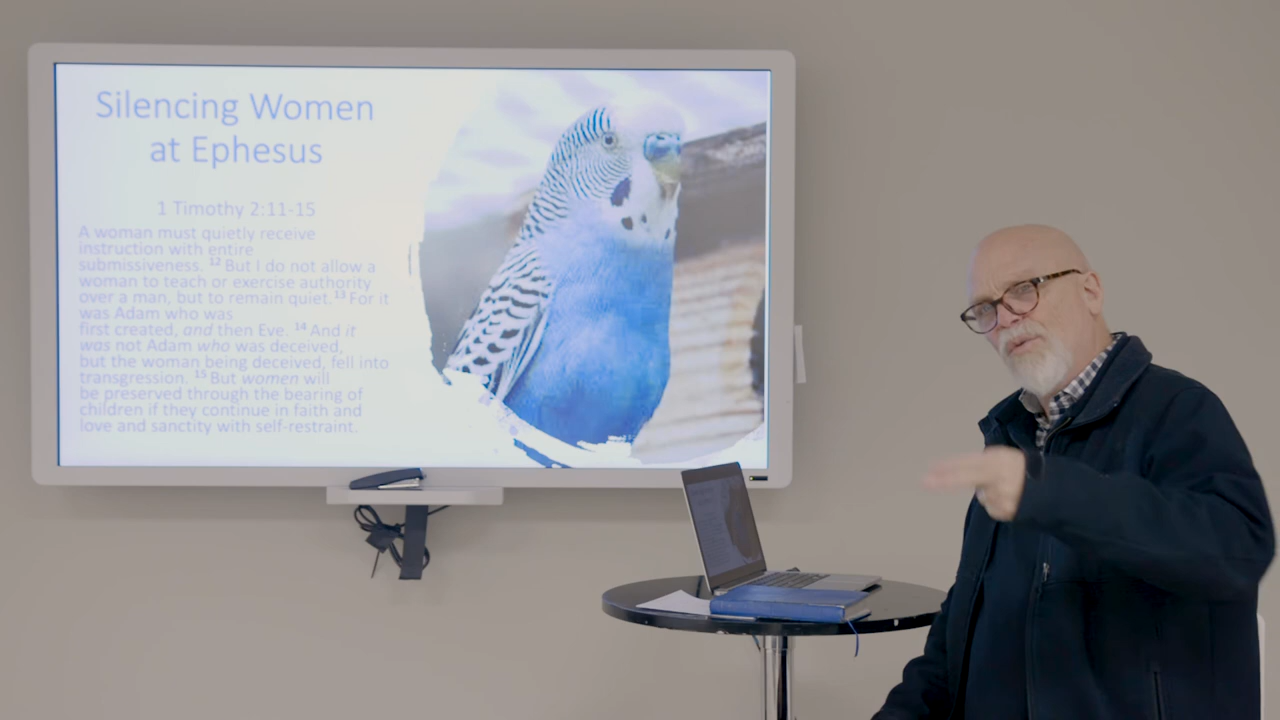 Silencing Women
at Ephesus
1 Timothy 2:11-15
A woman must quietly receive
instruction with entire
submissiveness. 12 But I do not allow a
woman to teach or exercise authority
over a man, but to remain quiet. 13 For it
was Adam who was
first created, and then Eve. 14 And it
was not Adam who was deceived,
but the woman being deceived, fell into
transgression. 15 But women will
be preserved through the bearing of
children if they continue in faith and
love and sanctity with self-restraint.